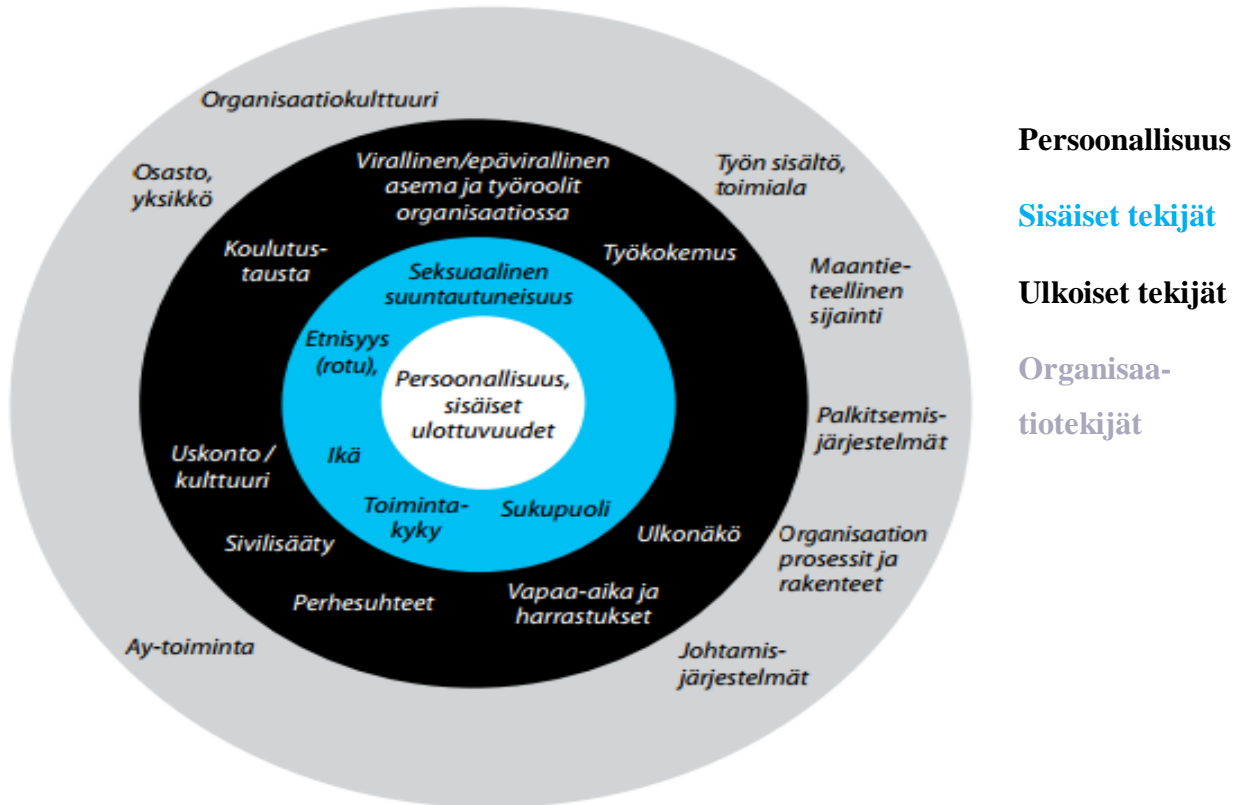 Organisaatiokulttuuri
Osasto,
yksikkö
Virallinen/epävirallinen
asema ja työroolit
organisaatiossa
Työn sisältö,
toimiala
Koulutus-
tausta
Työkokemus
Seksuaalinen
suuntautuneisuus
Maantie-
teellinen
sijainti
Etnisyys
(rotu),
Persoonallisuus,
sisäiset
ulottuvuudet
Palkitsemis-
järjestelmät
Uskonto /
kulttuuri
Ikä
Toiminta-
kyky
Sukupuoli
Sivilisääty
Ulkonäkö
Organisaation
prosessit ja
rakenteet
Perhesuhteet
Vapaa-aika ja
harrastukset
Ay-toiminta
Johtamis-
järjestelmät
Persoonallisuus
Sisäiset tekijät
Ulkoiset tekijät
Organisaa-
tiotekijät